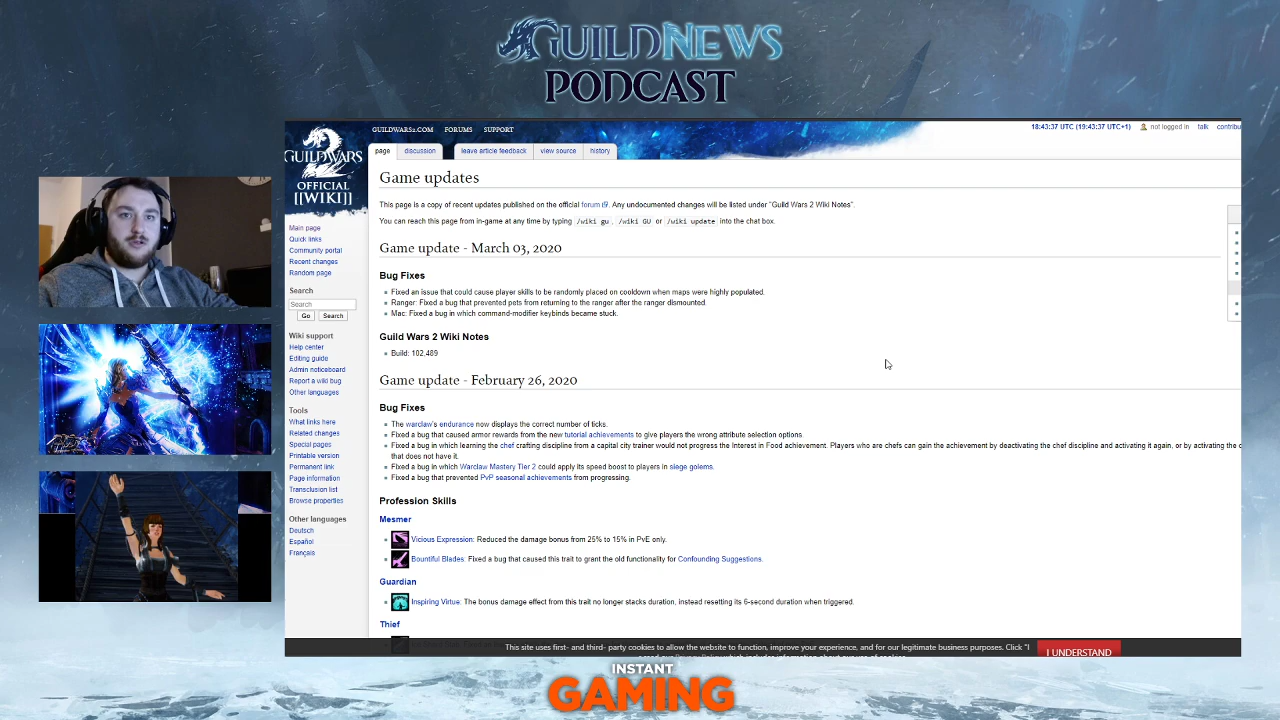 GUILDNEWS
PODCAST
GUILDWARS2.COM FORUMS SUPPORT
18:43:37 UTC (19:43:37 UTC+1) not logged in talk contribu
GUILDWARS
2
OFFICIAL
[[WIKI]]
page discussion leave article feedback view source history
Game updates
This page is a copy of recent updates published on the official forum. Any undocumented changes will be listed under "Guild Wars 2 Wiki Notes".
You can reach this page from in-game at any time by typing /wiki gu, /wiki GU or /wiki update into the chat box.
Game update - March 03, 2020
Bug Fixes
Fixed an issue that could cause player skills to be randomly placed on cooldown when maps were highly populated.
Ranger: Fixed a bug that prevented pets from returning to the ranger after the ranger dismounted.
Mac: Fixed a bug in which command-modifier keybinds became stuck.
Guild Wars 2 Wiki Notes
Build: 102,489
Game update - February 26, 2020
Bug Fixes
The warclaw's endurance now displays the correct number of ticks.
Fixed a bug that caused armor rewards from the new tutorial achievements to give players the wrong attribute selection options.
Fixed a bug in which learning the chef crafting discipline from a capital city trainer would not progress the Interest in Food achievement. Players who are chefs can gain the achievement by deactivating the chef discipline and activating it again, or by activating the c
that does not have it.
Fixed a bug in which Warclaw Mastery Tier 2 could apply its speed boost to players in siege golems.
Fixed a bug that prevented PvP seasonal achievements from progressing.
Profession Skills
Mesmer
Vicious Expression: Reduced the damage bonus from 25% to 15% in PvE only.
Bountiful Blades: Fixed a bug that caused this trait to grant the old functionality for Confounding Suggestions.
Guardian
Inspiring Virtue: The bonus damage effect from this trait no longer stacks duration, instead resetting its 6-second duration when triggered.
Thief
Main page
Quick links
Community portal
Recent changes
Random page
Search
Search
Go Search
Wiki support
Help center
Editing guide
Admin noticeboard
Report a wiki bug
Other languages
Tools
What links here
Related changes
Special pages
Printable version
Permanent link
Page information
Transclusion list
Browse properties
Other languages
Deutsch
Español
Français
This site uses first- and third- party cookies to allow the website to function, improve your experience, and for our legitimate business purposes. Click "I
I UNDERSTAND
INSTANT
GAMING